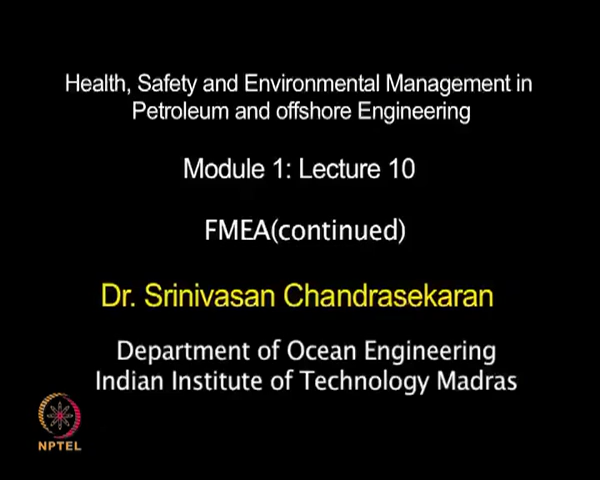 Health, Safety and Environmental Management in
Petroleum and offshore Engineering
Module 1: Lecture 10
FMEA(continued)
Dr. Srinivasan Chandrasekaran
Department of Ocean Engineering
Indian Institute of Technology Madras
NPTEL